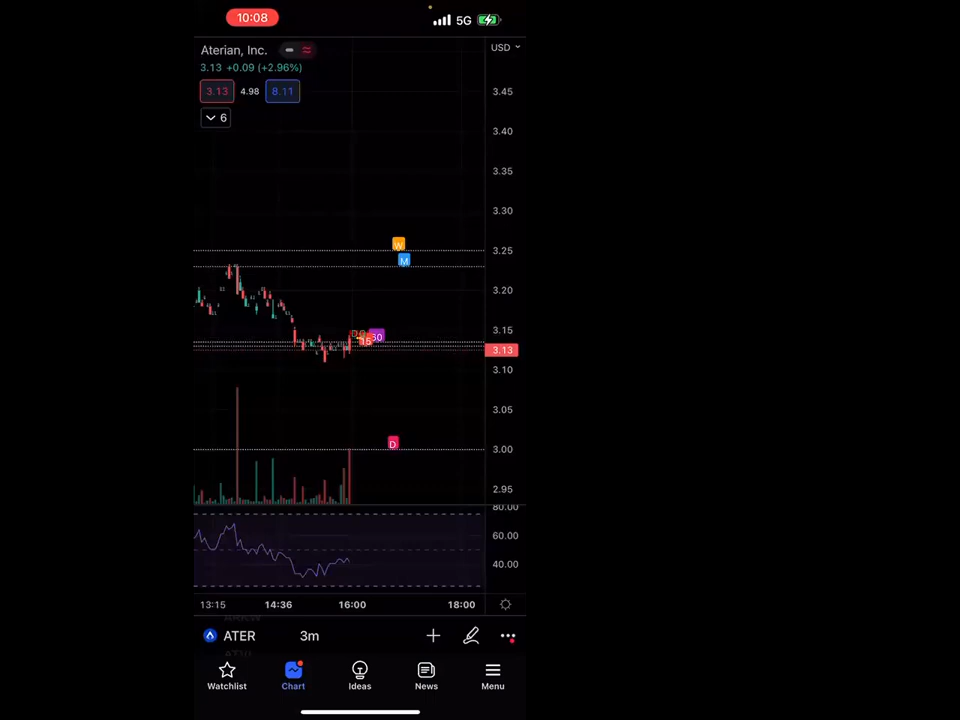 10:08 5G
Aterian, Inc.
USD
3.13 +0.09 (+2.96%)
3.13 4.98 8.11
6
3.45
3.40
3.35
3.30
W
3.25
M
3.20
3.15
60
15
3.13
3.10
3.05
D
3.00
2.95
80.00
60.00
40.00
13:15 14:36 16:00 18:00
ATER 3m
Watchlist Chart Ideas News Menu